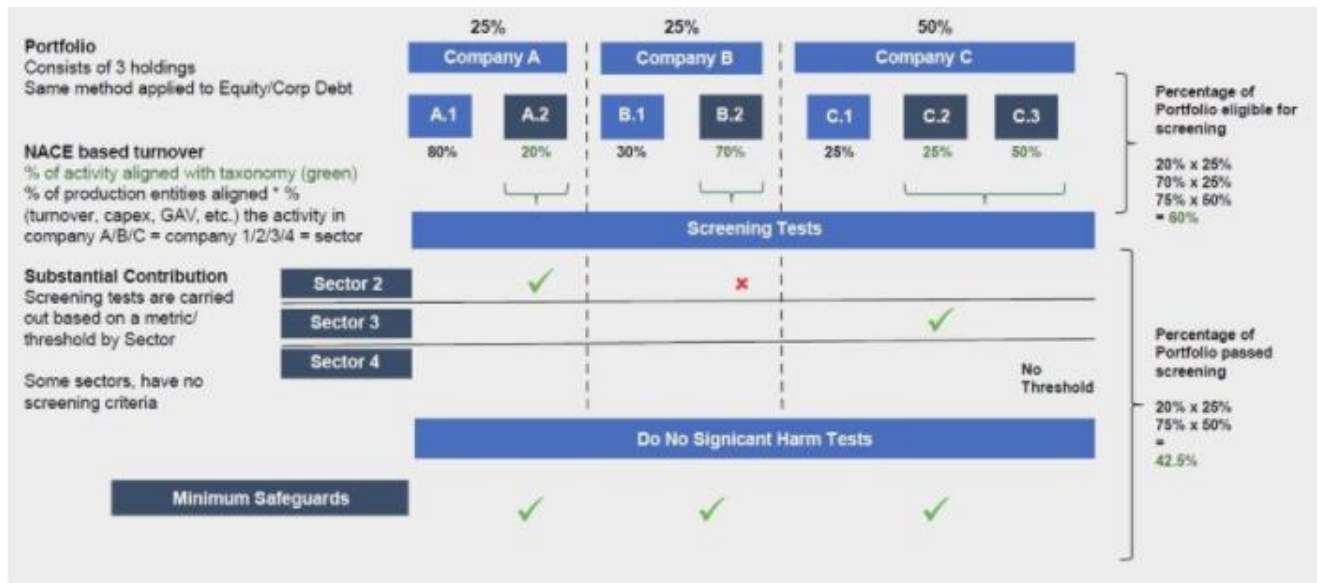 25%
25%
50%
Portfolio
Consists of 3 holdings
Same method applied to Equity/Corp Debt
Company A
Company B
Company C
A.1
A.2
B.1
B.2
C.1
C.2
C.3
80%
20%
30%
70%
25%
25%
50%
Percentage of
Portfolio eligible for
screening
20% x 25%
70% x 25%
75% x 50%
= 60%
NACE based turnover
% of activity aligned with taxonomy (green)
% of production entities aligned * %
(turnover, capex, GAV, etc.) the activity in
company A/B/C = company 1/2/3/4 = sector
Screening Tests
Substantial Contribution
Screening tests are carried
out based on a metric/
threshold by Sector
Some sectors, have no
screening criteria
Sector 2
Sector 3
Sector 4
No
Threshold
Percentage of
Portfolio passed
screening
20% x 25%
75% x 50%
=
42.5%
Do No Signicant Harm Tests
Minimum Safeguards